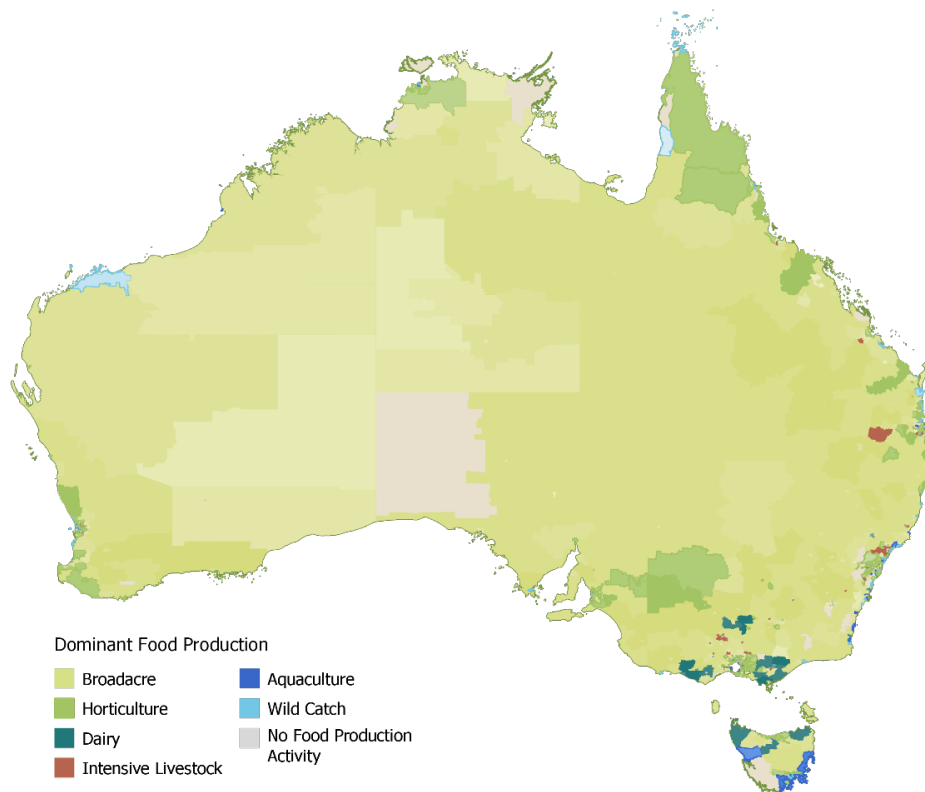 Dominant Food Production
Broadacre
Horticulture
Dairy
Intensive Livestock
Aquaculture
Wild Catch
No Food Production
Activity